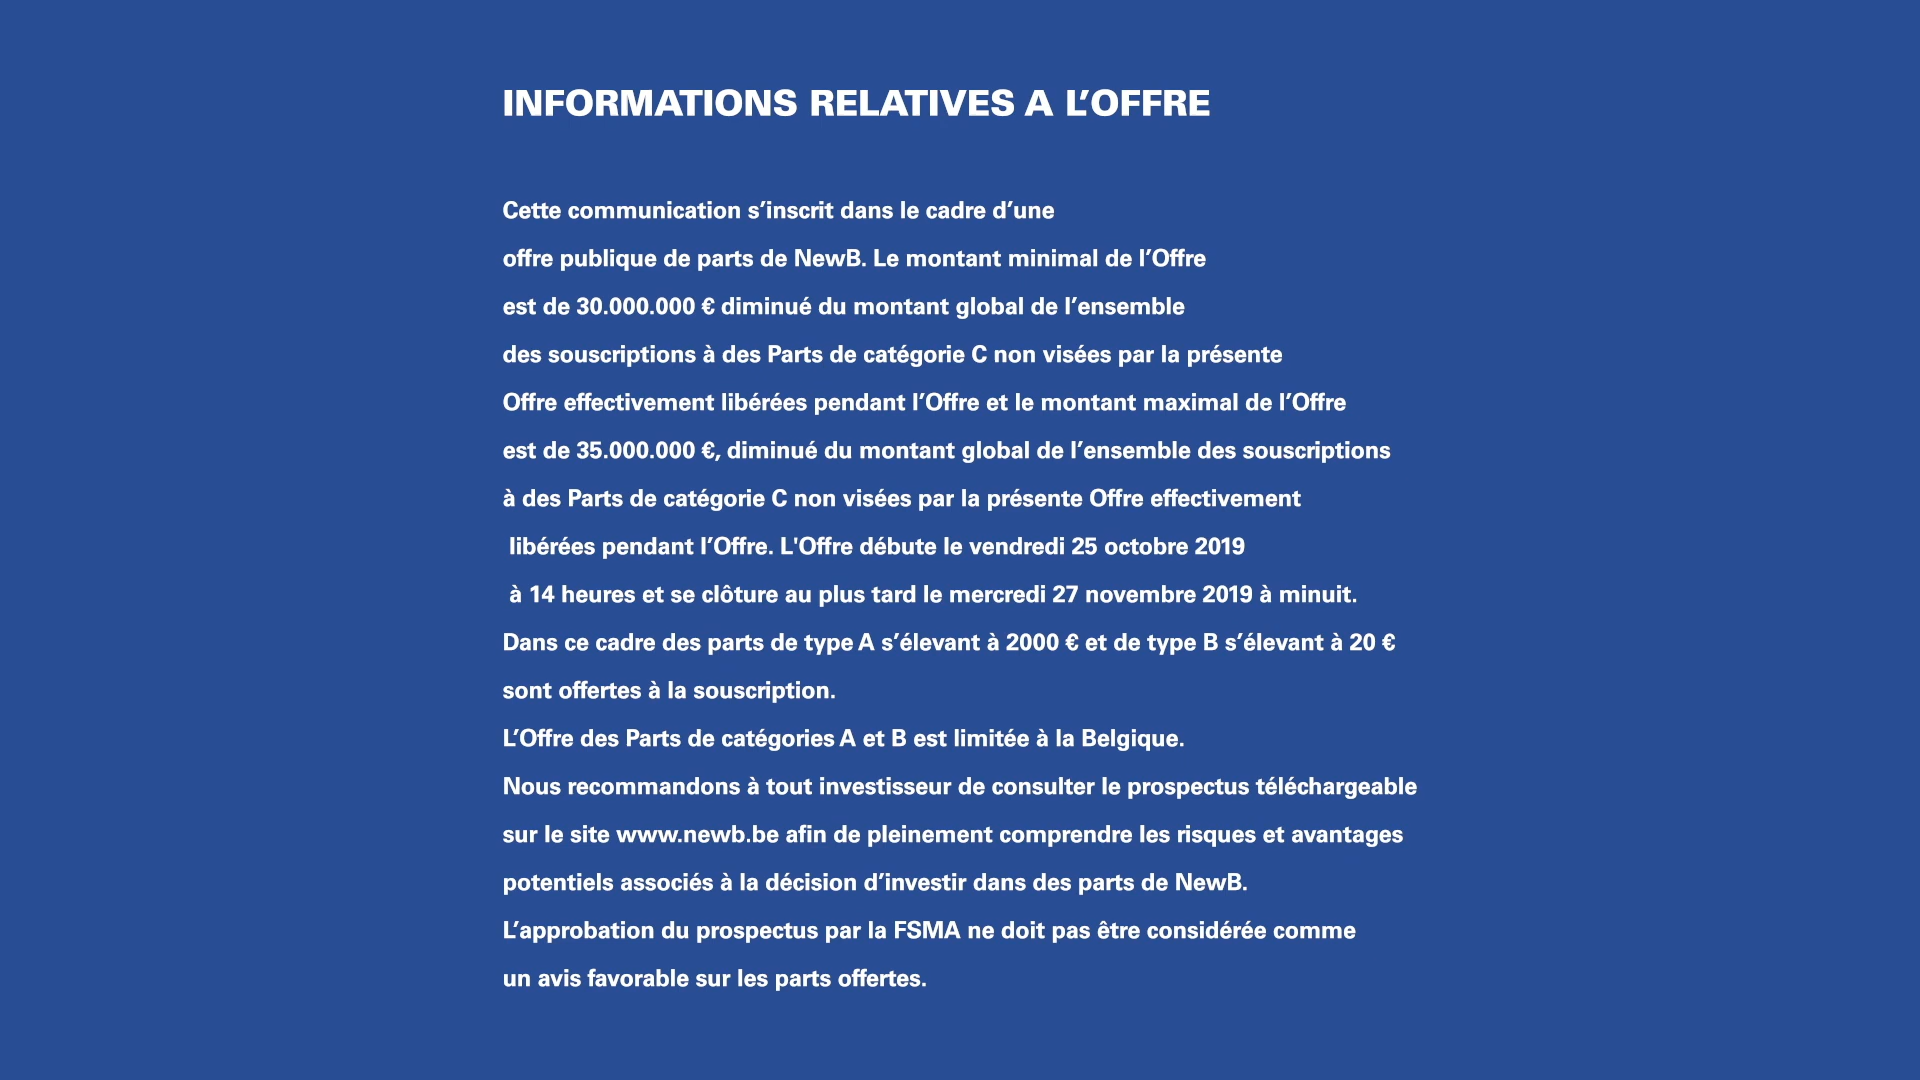 INFORMATIONS RELATIVES A L’OFFRE
Cette communication s’inscrit dans le cadre d’une
offre publique de parts de NewB. Le montant minimal de l’Offre
est de 30.000.000 € diminué du montant global de l’ensemble
des souscriptions à des Parts de catégorie C non visées par la présente
Offre effectivement libérées pendant l’Offre et le montant maximal de l’Offre
est de 35.000.000 €, diminué du montant global de l’ensemble des souscriptions
à des Parts de catégorie C non visées par la présente Offre effectivement
libérées pendant l’Offre. L'Offre débute le vendredi 25 octobre 2019
à 14 heures et se clôture au plus tard le mercredi 27 novembre 2019 à minuit.
Dans ce cadre des parts de type A s’élevant à 2000 € et de type B s’élevant à 20 €
sont offertes à la souscription.
L’Offre des Parts de catégories A et B est limitée à la Belgique.
Nous recommandons à tout investisseur de consulter le prospectus téléchargeable
sur le site www.newb.be afin de pleinement comprendre les risques et avantages
potentiels associés à la décision d’investir dans des parts de NewB.
L’approbation du prospectus par la FSMA ne doit pas être considérée comme
un avis favorable sur les parts offertes.